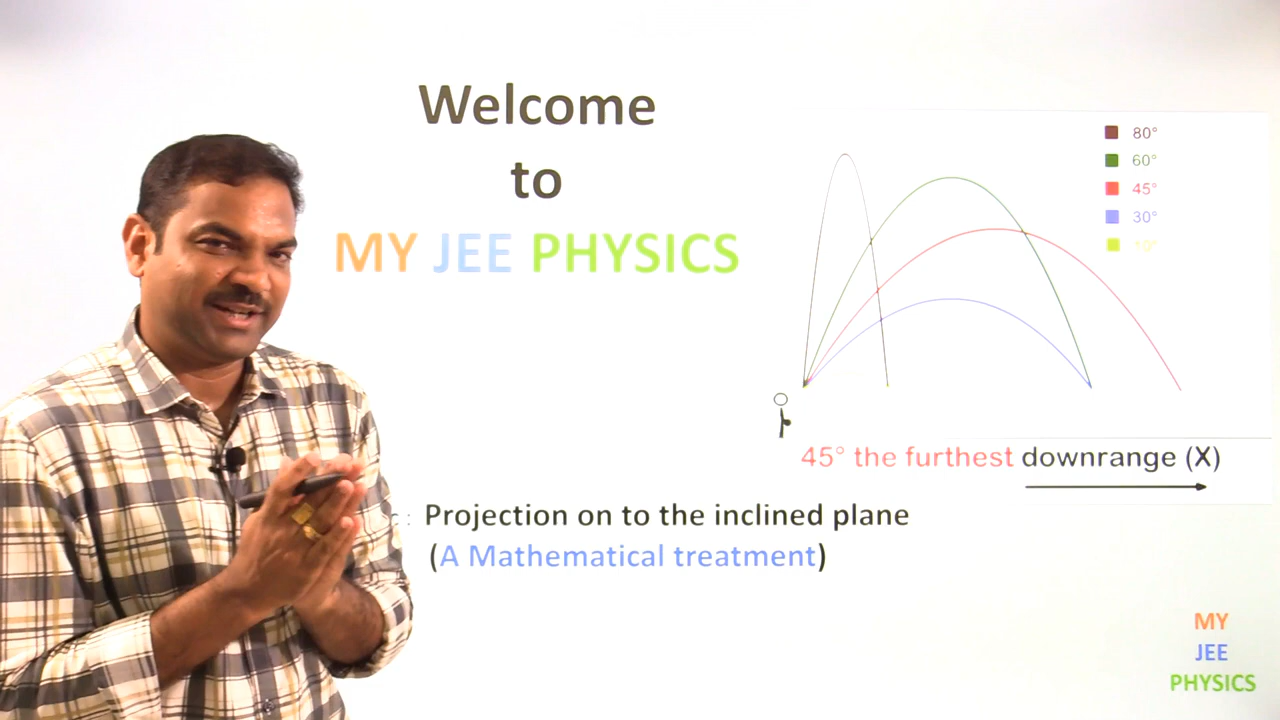 Welcome
to
MY JEE PHYSICS
80°
60°
45°
30°
10°
45° the furthest downrange (X)
: Projection on to the inclined plane
(A Mathematical treatment)
MY
JEE
PHYSICS